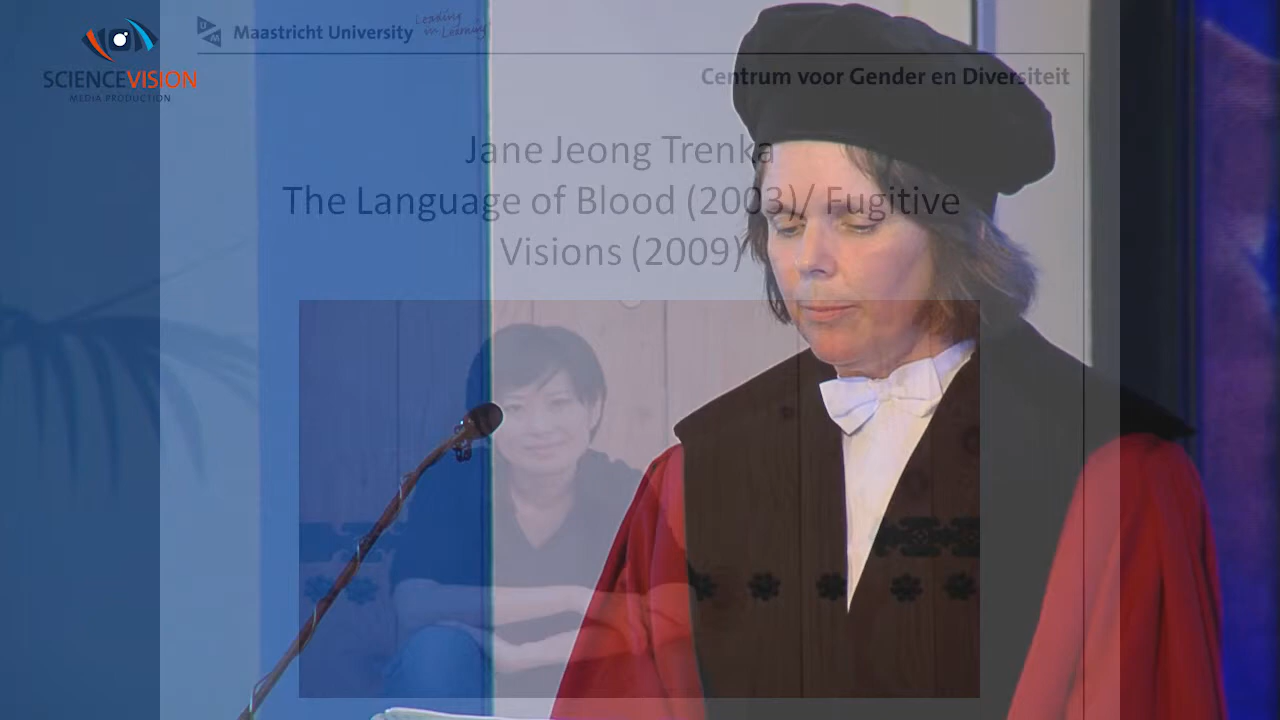 Maastricht University
Leading
in Learning
SCIENCEVISION
MEDIA PRODUCTION
Centrum voor Gender en Diversiteit
Jane Jeong Trenka
The Language of Blood (2003)/ Fugitive
Visions (2009)